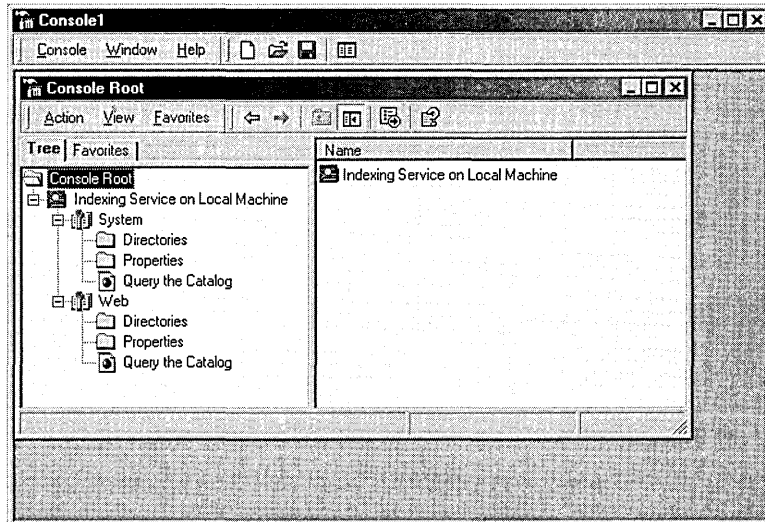 Console1
Console Window Help
Console Root
Action View Favorites
Tree Favorites Name
Console Root Indexing Service on Local Machine
Indexing Service on Local Machine
System
Directories
Properties
Query the Catalog
Web
Directories
Properties
Query the Catalog